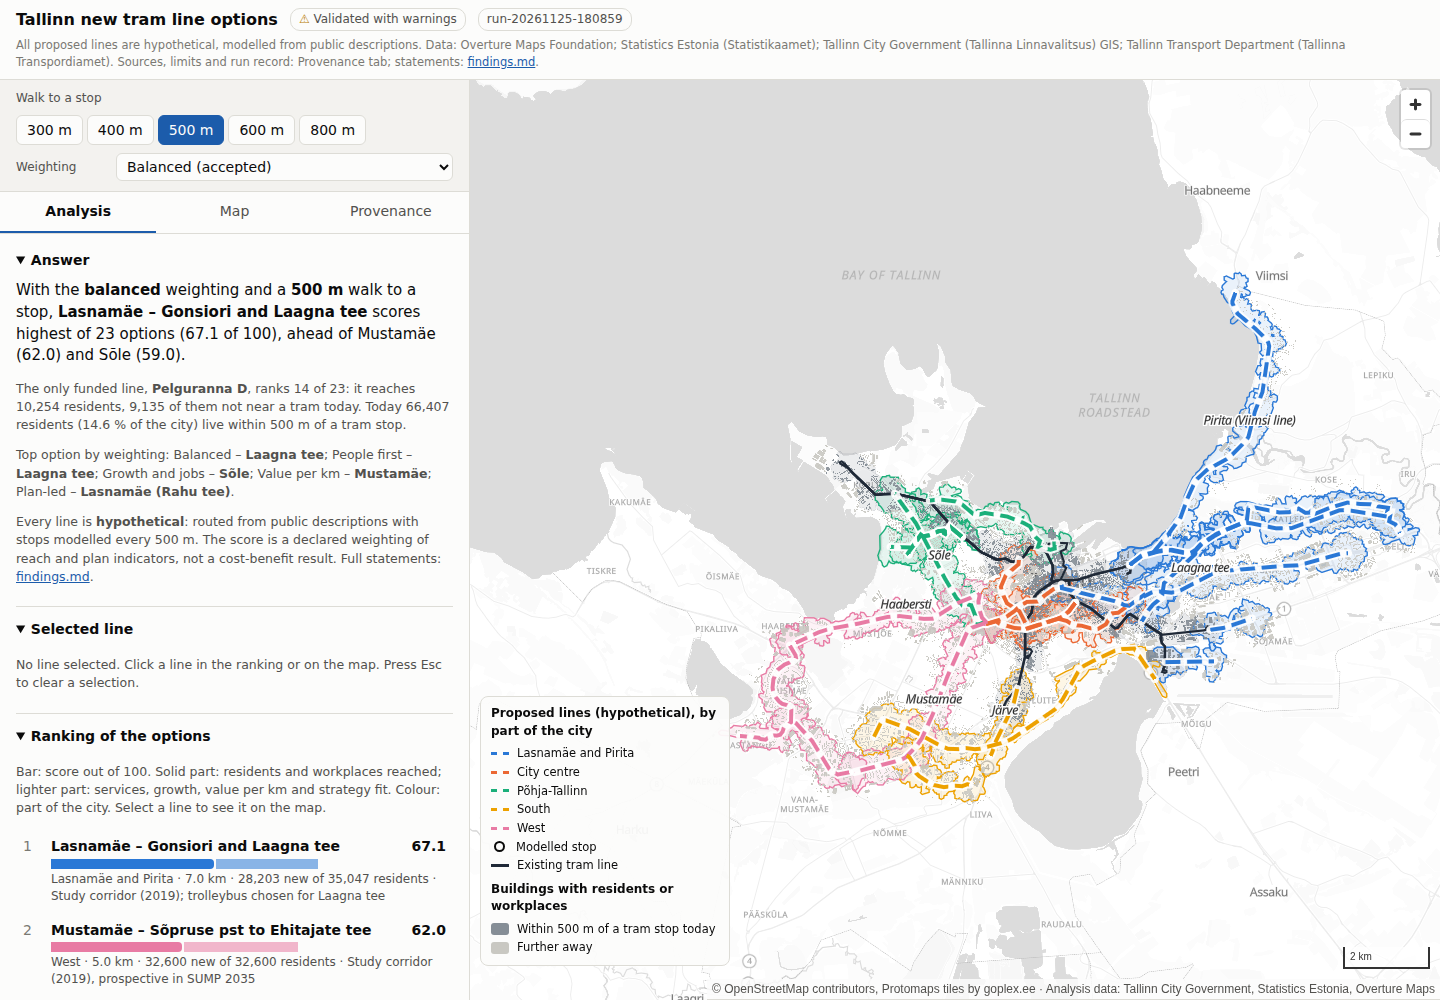 Tallinn new tram line options
⚠ Validated with warnings
run-20261125-180859
All proposed lines are hypothetical, modelled from public descriptions. Data: Overture Maps Foundation; Statistics Estonia (Statistikaamet); Tallinn City Government (Tallinna Linnavalitsus) GIS; Tallinn Transport Department (Tallinna
Transpordiamet). Sources, limits and run record: Provenance tab; statements: findings.md.
Walk to a stop
300 m
400 m
500 m
600 m
800 m
Weighting
Balanced (accepted)
Analysis
Map
Provenance
▼ Answer
With the balanced weighting and a 500 m walk to a
stop, Lasnamäe – Gonsiori and Laagna tee scores
highest of 23 options (67.1 of 100), ahead of Mustamäe
(62.0) and Sõle (59.0).
The only funded line, Pelguranna D, ranks 14 of 23: it reaches
10,254 residents, 9,135 of them not near a tram today. Today 66,407
residents (14.6 % of the city) live within 500 m of a tram stop.
Top option by weighting: Balanced – Laagna tee; People first –
Laagna tee; Growth and jobs – Sõle; Value per km – Mustamäe;
Plan-led – Lasnamäe (Rahu tee).
Every line is hypothetical: routed from public descriptions with
stops modelled every 500 m. The score is a declared weighting of
reach and plan indicators, not a cost-benefit result. Full statements:
findings.md.
▼ Selected line
No line selected. Click a line in the ranking or on the map. Press Esc
to clear a selection.
▼ Ranking of the options
Bar: score out of 100. Solid part: residents and workplaces reached;
lighter part: services, growth, value per km and strategy fit. Colour:
part of the city. Select a line to see it on the map.
1 Lasnamäe – Gonsiori and Laagna tee 67.1
Lasnamäe and Pirita · 7.0 km · 28,203 new of 35,047 residents ·
Study corridor (2019); trolleybus chosen for Laagna tee
2 Mustamäe – Sõpruse pst to Ehitajate tee 62.0
West · 5.0 km · 32,600 new of 32,600 residents · Study corridor
(2019), prospective in SUMP 2035
+
−
Haabneeme
BAY OF TALLINN
Viimsi
LEPIKU
TALLINN
ROADSTEAD
Pirita (Viimsi line)
IRU
KOSE
KAKUMÄE
Sõle
Laagna tee
TISKRE
ÕISMÄE
Haabersti
PIKALIIVA
MUSTJÕE
1
SOJAMÄE
Mustamäe
Järve
MÕIGU
Peetri
4
VANA-
MUSTAMÄE
LIIVA
Harku
NÕMME
MÄNNIKU
Assaku
PÄÄSKÜLA
RAUDALU
4
Laagri
Proposed lines (hypothetical), by
part of the city
Lasnamäe and Pirita
City centre
Põhja-Tallinn
South
West
Modelled stop
Existing tram line
Buildings with residents or
workplaces
Within 500 m of a tram stop today
Further away
2 km
© OpenStreetMap contributors, Protomaps tiles by goplex.ee · Analysis data: Tallinn City Government, Statistics Estonia, Overture Maps